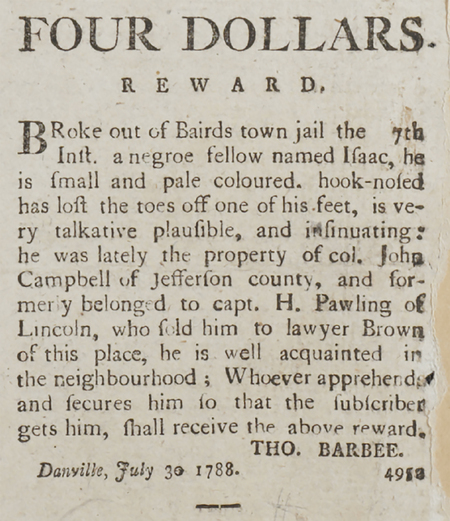 FOUR DOLLARS.
REWARD.
BRoke out of Bairds town jail the 7th
Inſt. a negroe fellow named Iſaac, he
is ſmall and pale coloured. hook-noſed
has loſt the toes off one of his feet, is ve-
ry talkative plauſible, and inſinuating:
he was lately the property of col. John
Campbell of Jefferſon county, and for-
merly belonged to capt. H. Pawling of
Lincoln, who ſold him to lawyer Brown
of this place, he is well acquainted in
the neighbourhood; Whoever apprehends
and ſecures him ſo that the ſubſcriber
gets him, ſhall receive the above reward.
THO. BARBEE.
Danville, July 30 1788.